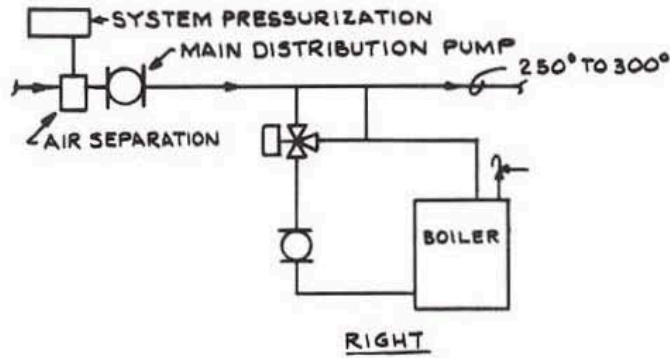 SYSTEM PRESSURIZATION
MAIN DISTRIBUTION PUMP
250° TO 300°
AIR SEPARATION
BOILER
RIGHT